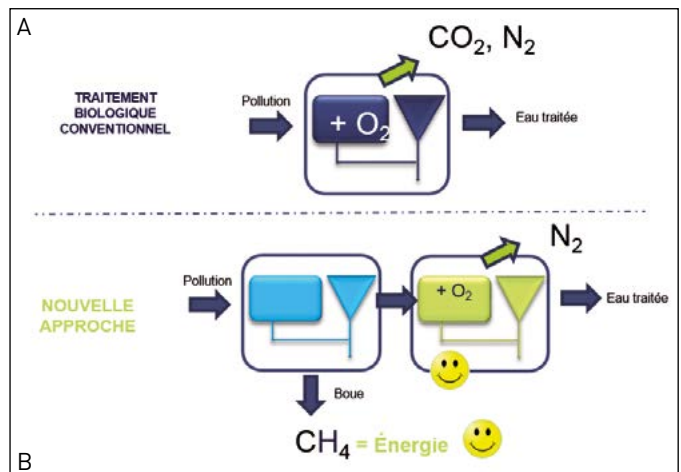 A
CO₂, N₂
TRAITEMENT
BIOLOGIQUE
CONVENTIONNEL
Pollution
+ O₂
Eau traitée
N₂
NOUVELLE
APPROCHE
Pollution
+ O₂
Eau traitée
Boue
CH₄ = Énergie
B